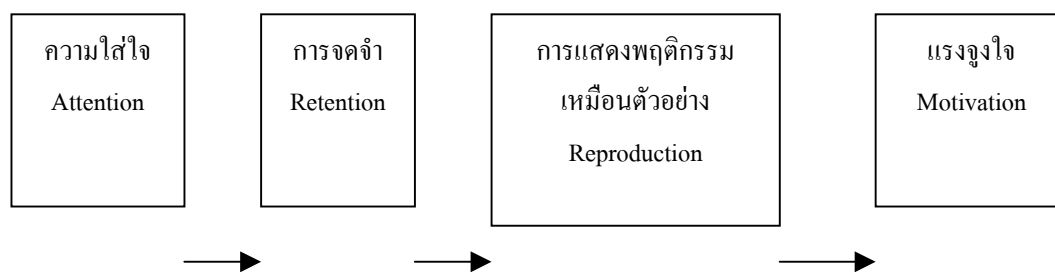 ความใส่ใจ
Attention
การจดจำ
Retention
การแสดงพฤติกรรม
เหมือนตัวอย่าง
Reproduction
แรงจูงใจ
Motivation